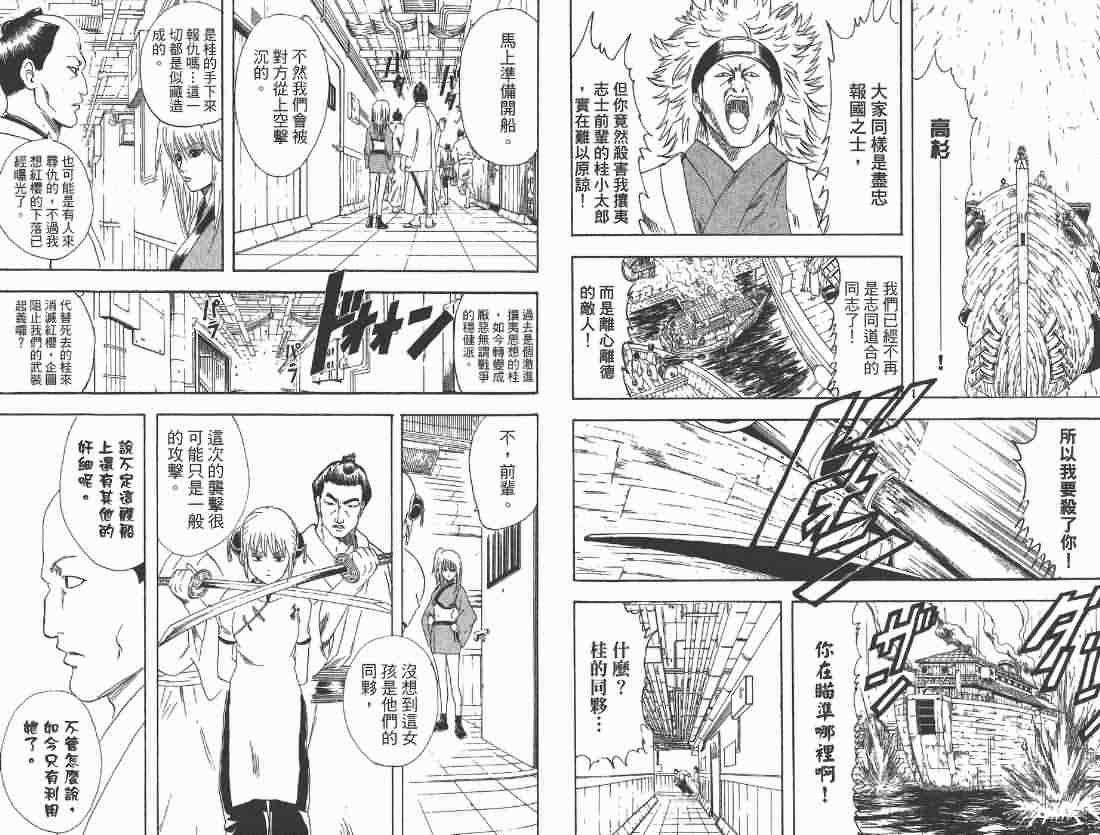 高杉
！
大家同樣是盡忠
報國之士，
但你竟然殺害我攘夷
志士前輩的桂小太郎
，實在難以原諒！
我們已經不再
是志同道合的
同志了！
而是離心離德
的敵人！
所以我要殺了你！
你在瞄準哪裡啊！
什麼？
桂的同夥…
馬上準備開船。
不然我們會被
對方從上空擊
沉的。
是桂的手下來
報仇嗎…這一
切都是似藏造
成的。
也可能是有人來
尋仇的，不過我
想紅櫻的下落已
經曝光了。
過去是個激進
攘夷思想的桂
，如今轉變成
厭惡無謂戰爭
的穩健派
ドォォン
パラ
パラ
代替死去的桂來
消滅紅櫻，企圖
阻止我們的武裝
起義囉？
不，前輩。
這次的襲擊很
可能只是一般
的攻擊。
沒想到這女
孩是他們的
同夥，
說不定這艘船
上還有其他的
奸細呢。
不管怎麼說，
如今只有利用
她了。